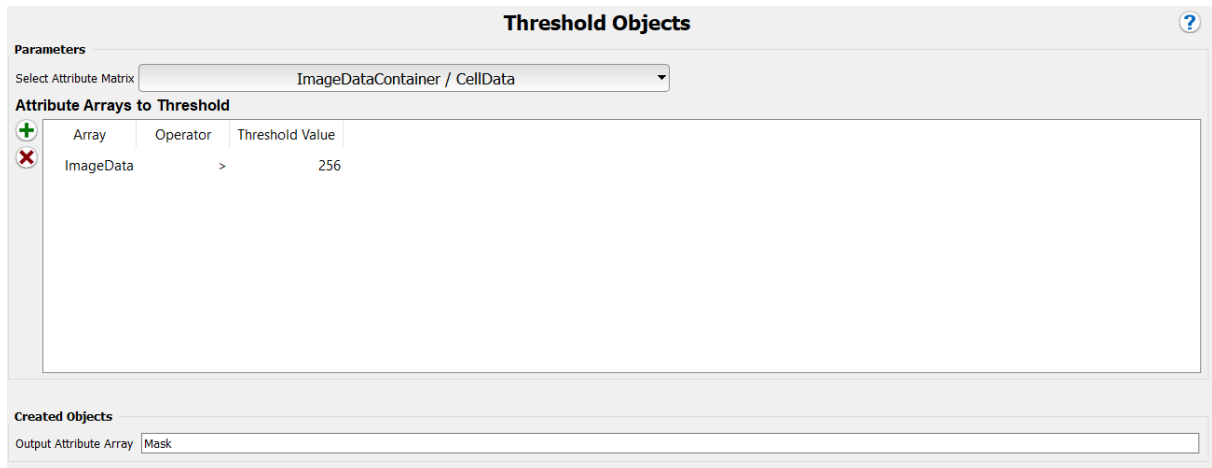 Threshold Objects
?
Parameters
Select Attribute Matrix ImageDataContainer / CellData
Attribute Arrays to Threshold
Array Operator Threshold Value
ImageData > 256
Created Objects
Output Attribute Array Mask